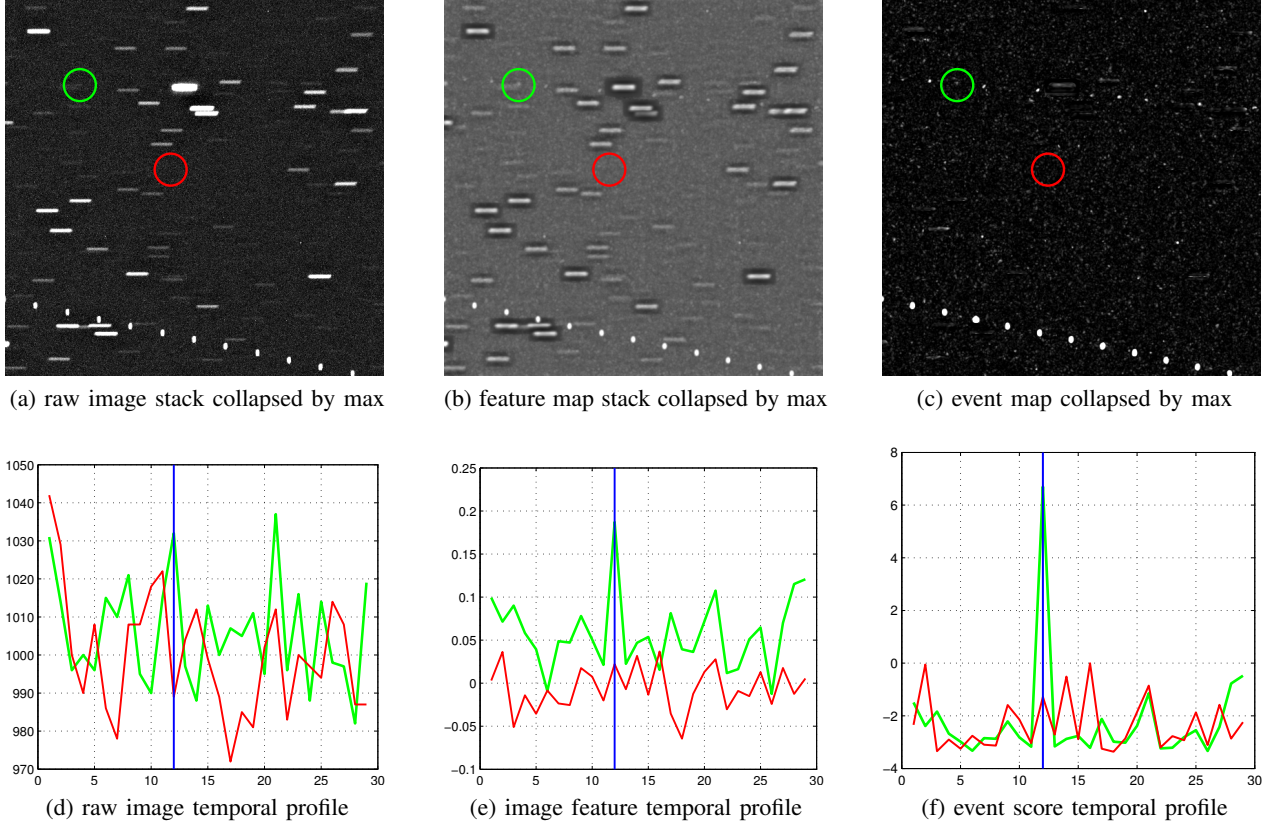 (a) raw image stack collapsed by max
(b) feature map stack collapsed by max
(c) event map collapsed by max
1050
1040
1030
1020
1010
1000
990
980
970
0 5 10 15 20 25 30
(d) raw image temporal profile
0.25
0.2
0.15
0.1
0.05
0
−0.05
−0.1
0 5 10 15 20 25 30
(e) image feature temporal profile
8
6
4
2
0
−2
−4
0 5 10 15 20 25 30
(f) event score temporal profile